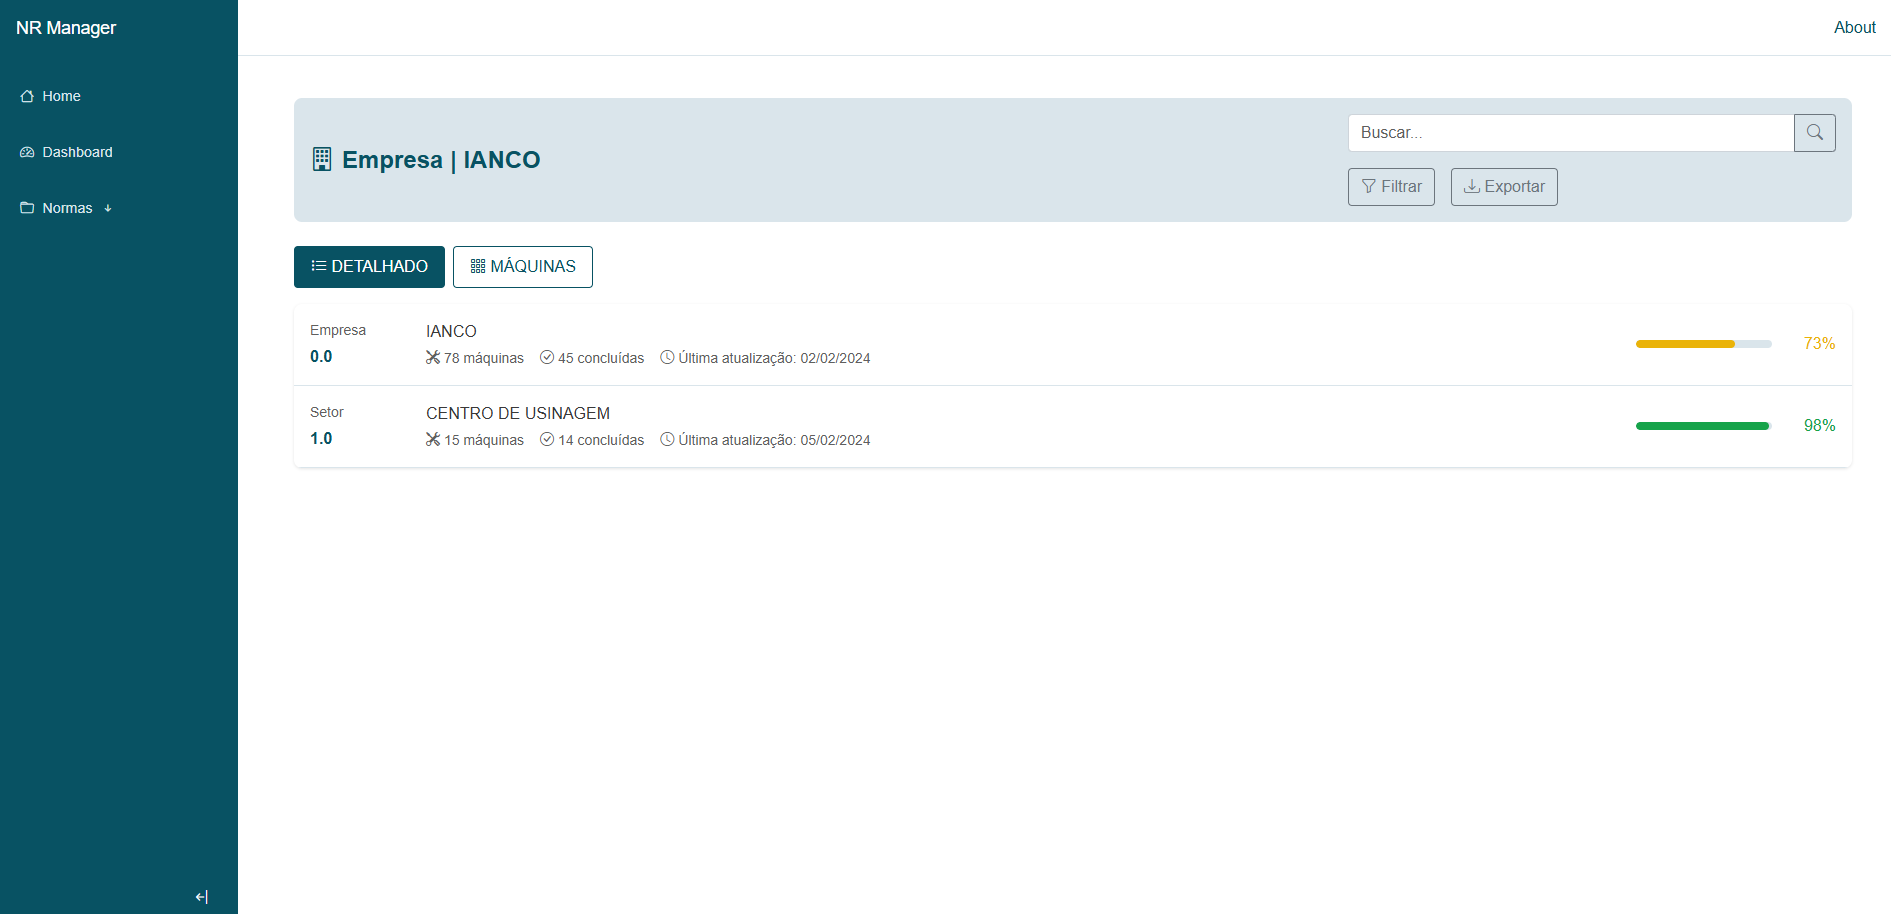 NR Manager
About
Home
Dashboard
Normas
Empresa | IANCO
Buscar...
Filtrar
Exportar
DETALHADO
MÁQUINAS
Empresa
0.0
IANCO
78 máquinas 45 concluídas Última atualização: 02/02/2024
73%
Setor
1.0
CENTRO DE USINAGEM
15 máquinas 14 concluídas Última atualização: 05/02/2024
98%